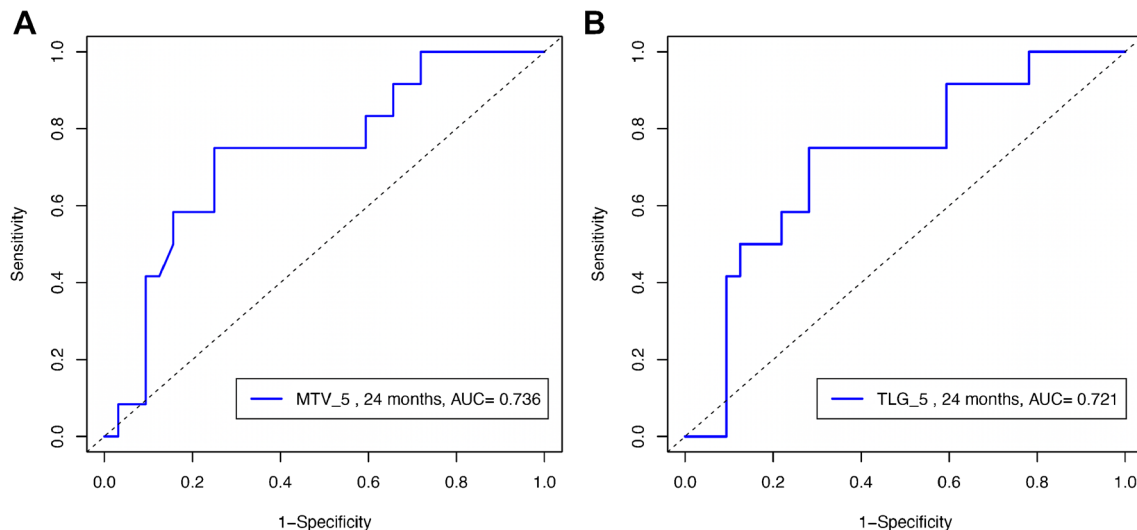 A
1.0
0.8
0.6
0.4
0.2
0.0
Sensitivity
MTV_5 , 24 months, AUC= 0.736
0.0 0.2 0.4 0.6 0.8 1.0
1−Specificity
B
1.0
0.8
0.6
0.4
0.2
0.0
Sensitivity
TLG_5 , 24 months, AUC= 0.721
0.0 0.2 0.4 0.6 0.8 1.0
1−Specificity